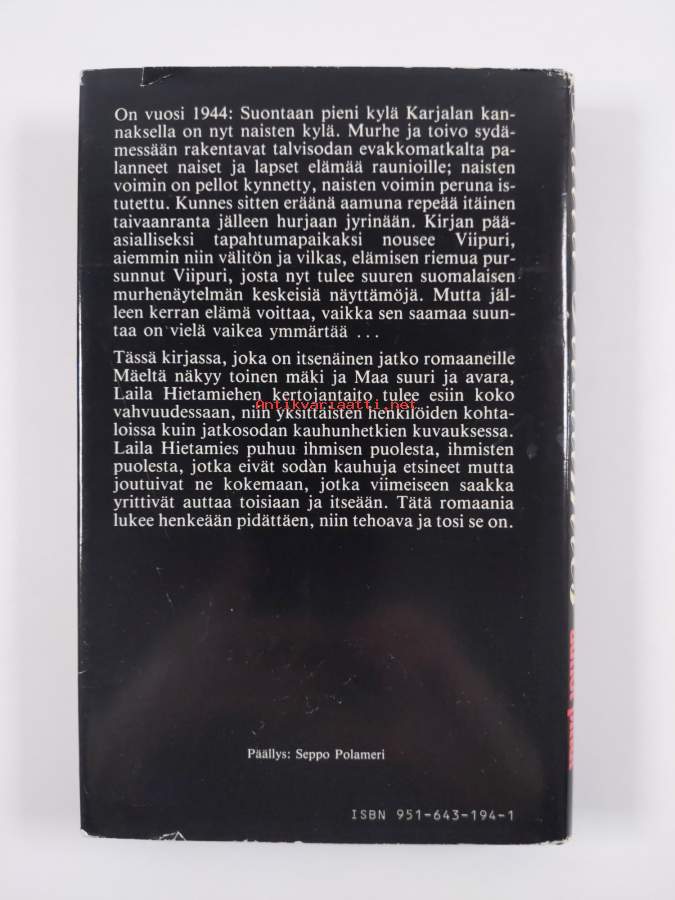 On vuosi 1944: Suontaan pieni kylä Karjalan kan-
naksella on nyt naisten kylä. Murhe ja toivo sydä-
messään rakentavat talvisodan evakkomatkalta pa-
lanneet naiset ja lapset elämää raunioille; naisten
voimin on pellot kynnetty, naisten voimin peruna is-
tutettu. Kunnes sitten eräänä aamuna repeää itäinen
taivaanranta jälleen hurjaan jyrinään. Kirjan pää-
asialliseksi tapahtumapaikaksi nousee Viipuri,
aiemmin niin välitön ja vilkas, elämisen riemua pur-
sunnut Viipuri, josta nyt tulee suuren suomalaisen
murhenäytelmän keskeisiä näyttämöjä. Mutta jäl-
leen kerran elämä voittaa, vaikka sen saamaa suun-
taa on vielä vaikea ymmärtää ...
Tässä kirjassa, joka on itsenäinen jatko romaaneille
Mäeltä näkyy toinen mäki ja Maa suuri ja avara,
Laila Hietamiehen kertojantaito tulee esiin koko
vahvuudessaan, niin yksittäisten henkilöiden kohta-
Antikvariaatti.net
loissa kuin jatkosodan kauhunhetkien kuvauksessa.
Laila Hietamies puhuu ihmisen puolesta, ihmisten
puolesta, jotka eivät sodan kauhuja etsineet mutta
joutuivat ne kokemaan, jotka viimeiseen saakka
yrittivät auttaa toisiaan ja itseään. Tätä romaania
lukee henkeään pidättäen, niin tehoava ja tosi se on.
Päällys: Seppo Polameri
ISBN 951-643-194-1